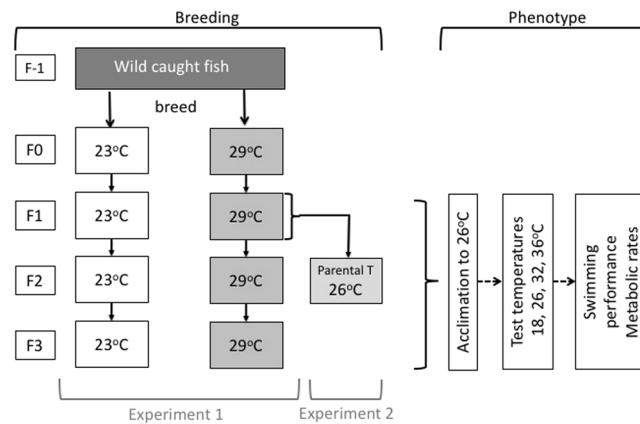 Breeding
Phenotype
F-1
Wild caught fish
breed
F0
23°C
29°C
F1
23°C
29°C
F2
23°C
29°C
Parental T
26°C
F3
23°C
29°C
Acclimation to 26°C
Test temperatures
18, 26, 32, 36°C
Swimming
performance
Metabolic rates
Experiment 1
Experiment 2